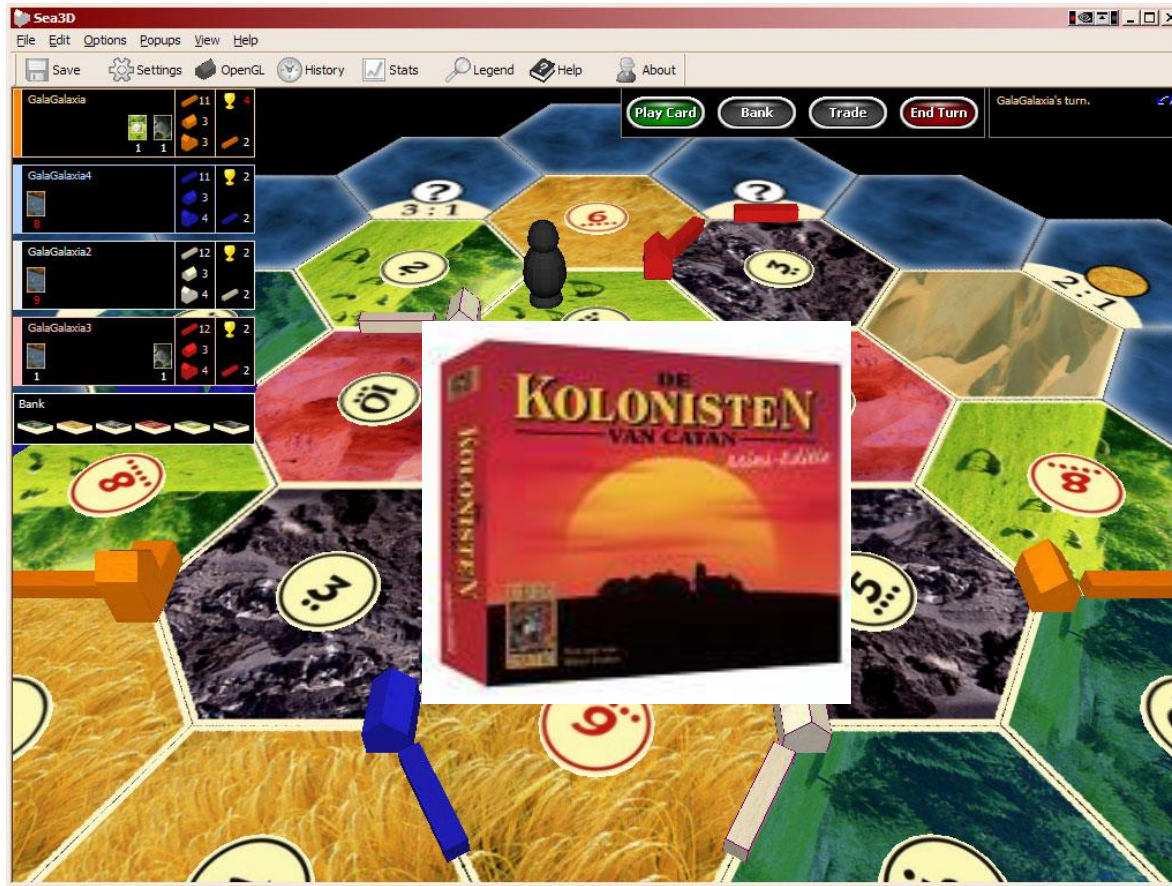 Sea3D
File Edit Options Popups View Help
Save Settings OpenGL History Stats Legend Help About
GalaGalaxia
11
4
3
1 1
3
2
Play Card Bank Trade End Turn
GalaGalaxia's turn.
GalaGalaxia4
11
2
3
8
4
2
GalaGalaxia2
12
2
3
9
4
2
GalaGalaxia3
12
2
3
1 1
4
2
Bank
?
3:1
?
2:1
6
2
3
10
8
8
3
5
9
DE
KOLONISTEN
VAN CATAN
mini-editie
KOLONISTEN